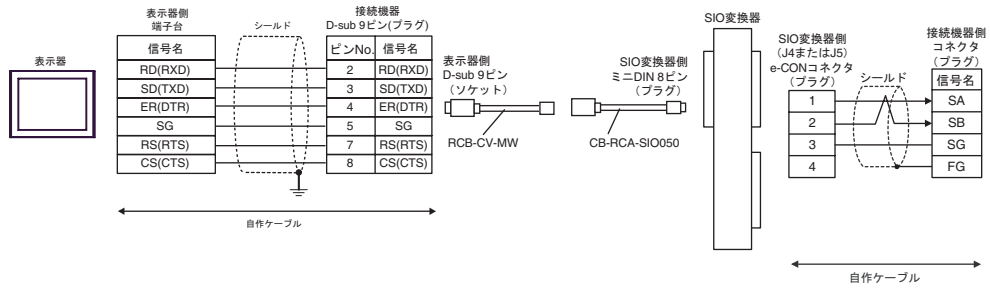 表示器
表示器側
端子台
信号名
RD(RXD)
SD(TXD)
ER(DTR)
SG
RS(RTS)
CS(CTS)
シールド
接続機器
D-sub 9ピン(プラグ)
ピンNo. 信号名
2 RD(RXD)
3 SD(TXD)
4 ER(DTR)
5 SG
7 RS(RTS)
8 CS(CTS)
自作ケーブル
表示器側
D-sub 9ピン
（ソケット）
RCB-CV-MW
SIO変換器側
ミニDIN 8ピン
（プラグ）
CB-RCA-SIO050
SIO変換器
SIO変換器側
（J4またはJ5）
e-CONコネクタ
（プラグ）
1
2
3
4
シールド
接続機器側
コネクタ
（プラグ）
信号名
SA
SB
SG
FG
自作ケーブル